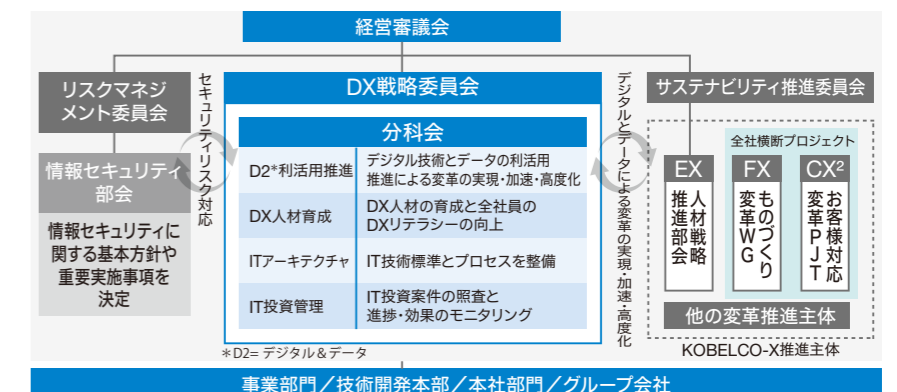 経営審議会
リスクマネジ
メント委員会
情報セキュリティ
部会
情報セキュリティに
関する基本方針や
重要実施事項を
決定
セキュリティリスク対応
DX戦略委員会
分科会
D2*利活用推進
デジタル技術とデータの利活用
推進による変革の実現・加速・高度化
DX人材育成
DX人材の育成と全社員の
DXリテラシーの向上
ITアーキテクチャ
IT技術標準とプロセスを整備
IT投資管理
IT投資案件の照査と
進捗・効果のモニタリング
*D2= デジタル&データ
デジタルとデータによる変革の実現・加速・高度化
サステナビリティ推進委員会
全社横断プロジェクト
EX
人材戦略
推進部会
FX
ものづくり
変革WG
CX²
お客様対応
変革PJT
他の変革推進主体
KOBELCO-X推進主体
事業部門/技術開発本部/本社部門/グループ会社